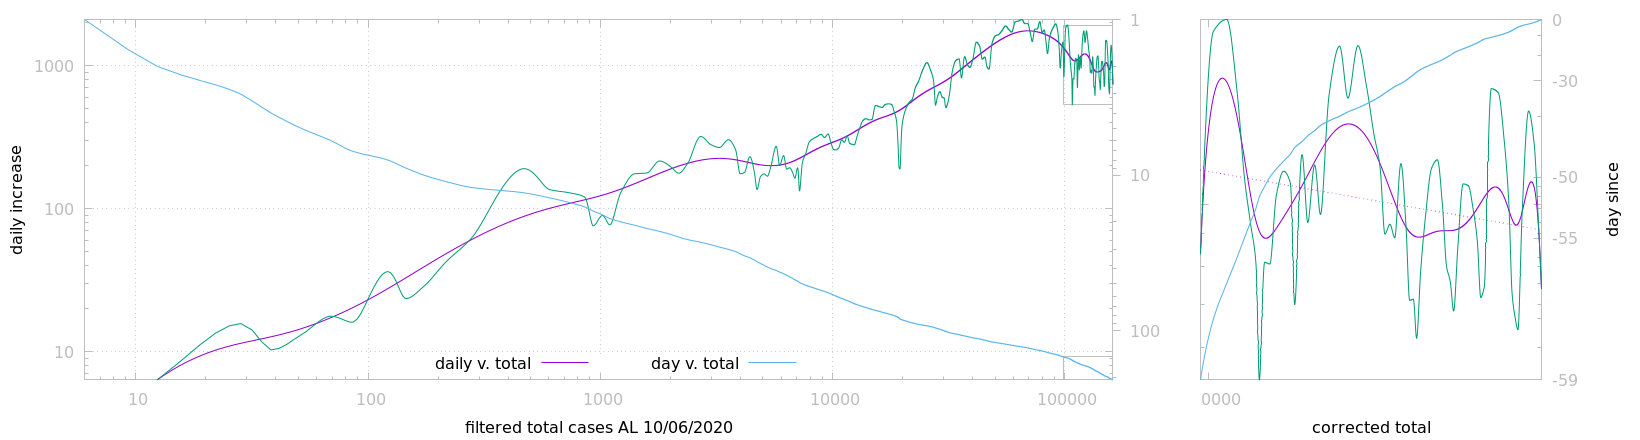 daily increase
1000
100
10
10
100
1000
10000
100000
1
10
100
daily v. total
day v. total
filtered total cases AL 10/06/2020
0
-30
-50
-55
-59
day since
0000
corrected total